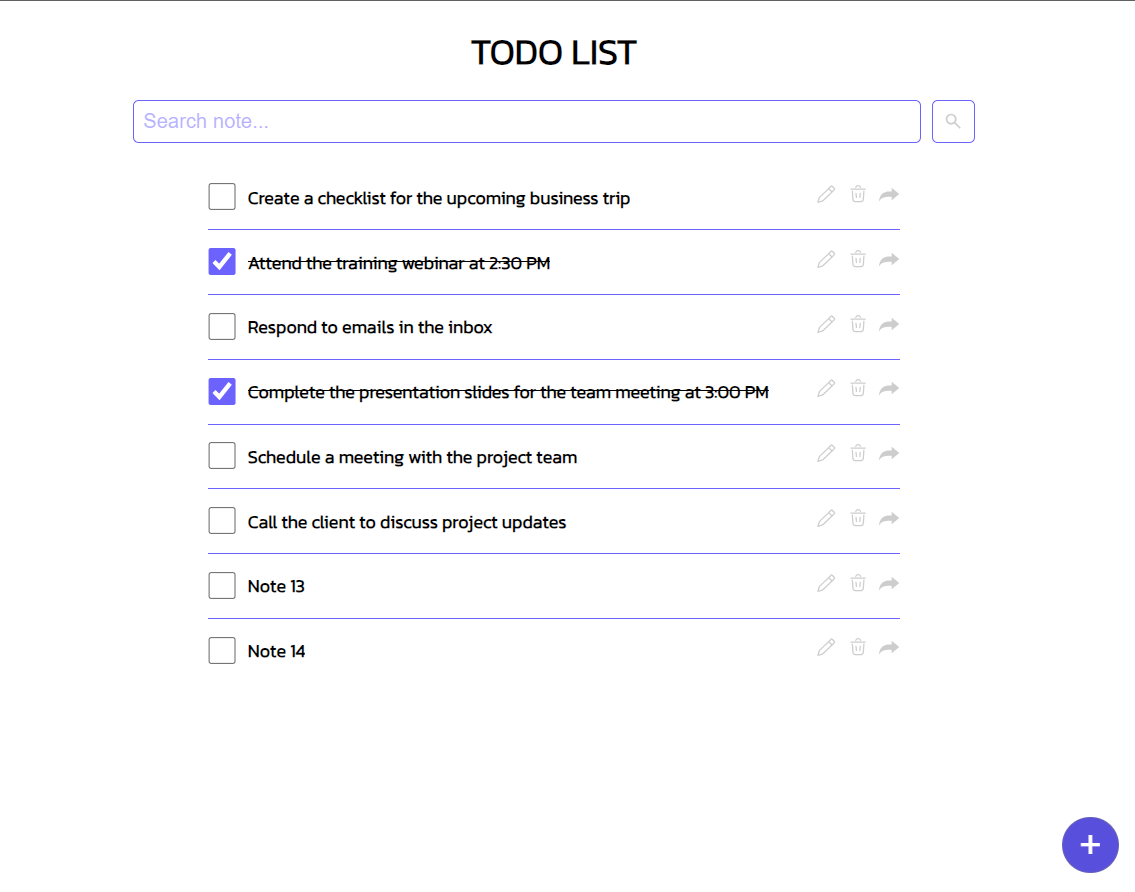 TODO LIST
Search note...
Create a checklist for the upcoming business trip
Attend the training webinar at 2:30 PM
Respond to emails in the inbox
Complete the presentation slides for the team meeting at 3:00 PM
Schedule a meeting with the project team
Call the client to discuss project updates
Note 13
Note 14
+